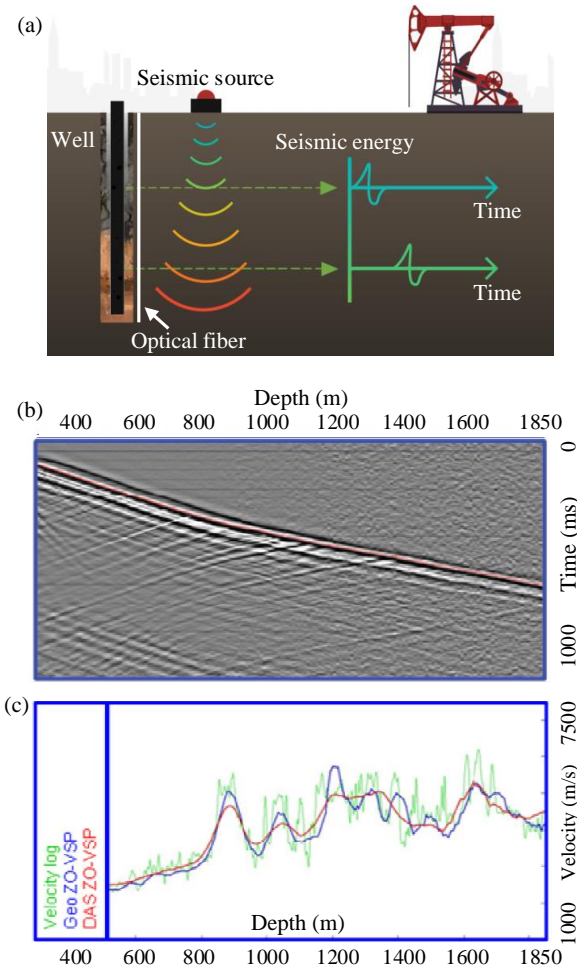 (a)
Seismic source
Well
Seismic energy
Time
Time
Optical fiber
(b)
Depth (m)
400 600 800 1000 1200 1400 1600 1850
0
Time (ms)
1000
(c)
7500
Velocity (m/s)
1000
Velocity log
Geo ZO-VSP
DAS ZO-VSP
Depth (m)
400 600 800 1000 1200 1400 1600 1850